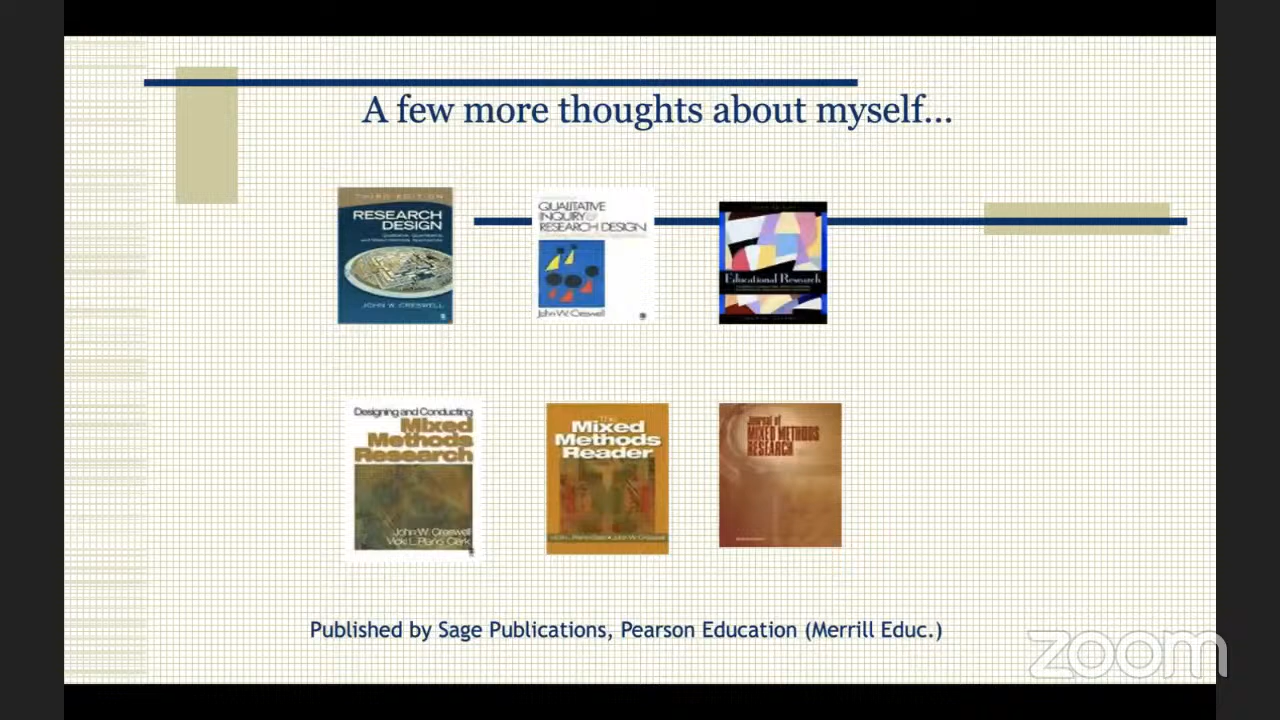 A few more thoughts about myself...
THIRD EDITION
RESEARCH
DESIGN
JOHN W. CRESWELL
QUALITATIVE
INQUIRY &
RESEARCH DESIGN
John W. Creswell
Educational Research
Designing and Conducting
Mixed
Methods
Research
John W. Creswell
Vicki L. Plano Clark
The
Mixed
Methods
Reader
Journal of
MIXED METHODS
RESEARCH
Published by Sage Publications, Pearson Education (Merrill Educ.)
zoom